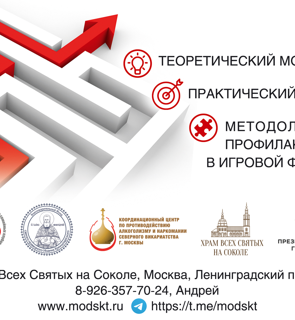 ТЕОРЕТИЧЕСКИЙ МО
ПРАКТИЧЕСКИЙ
МЕТОДОЛ
ПРОФИЛАК
В ИГРОВОЙ Ф
КООРДИНАЦИОННЫЙ ЦЕНТР
ПО ПРОТИВОДЕЙСТВИЮ
АЛКОГОЛИЗМУ И НАРКОМАНИИ
СЕВЕРНОГО ВИКАРИАТСТВА
Г. МОСКВЫ
ХРАМ ВСЕХ СВЯТЫХ
НА СОКОЛЕ
ПРЕЗ
Г
Всех Святых на Соколе, Москва, Ленинградский п
8-926-357-70-24, Андрей
www.modskt.ru https://t.me/modskt